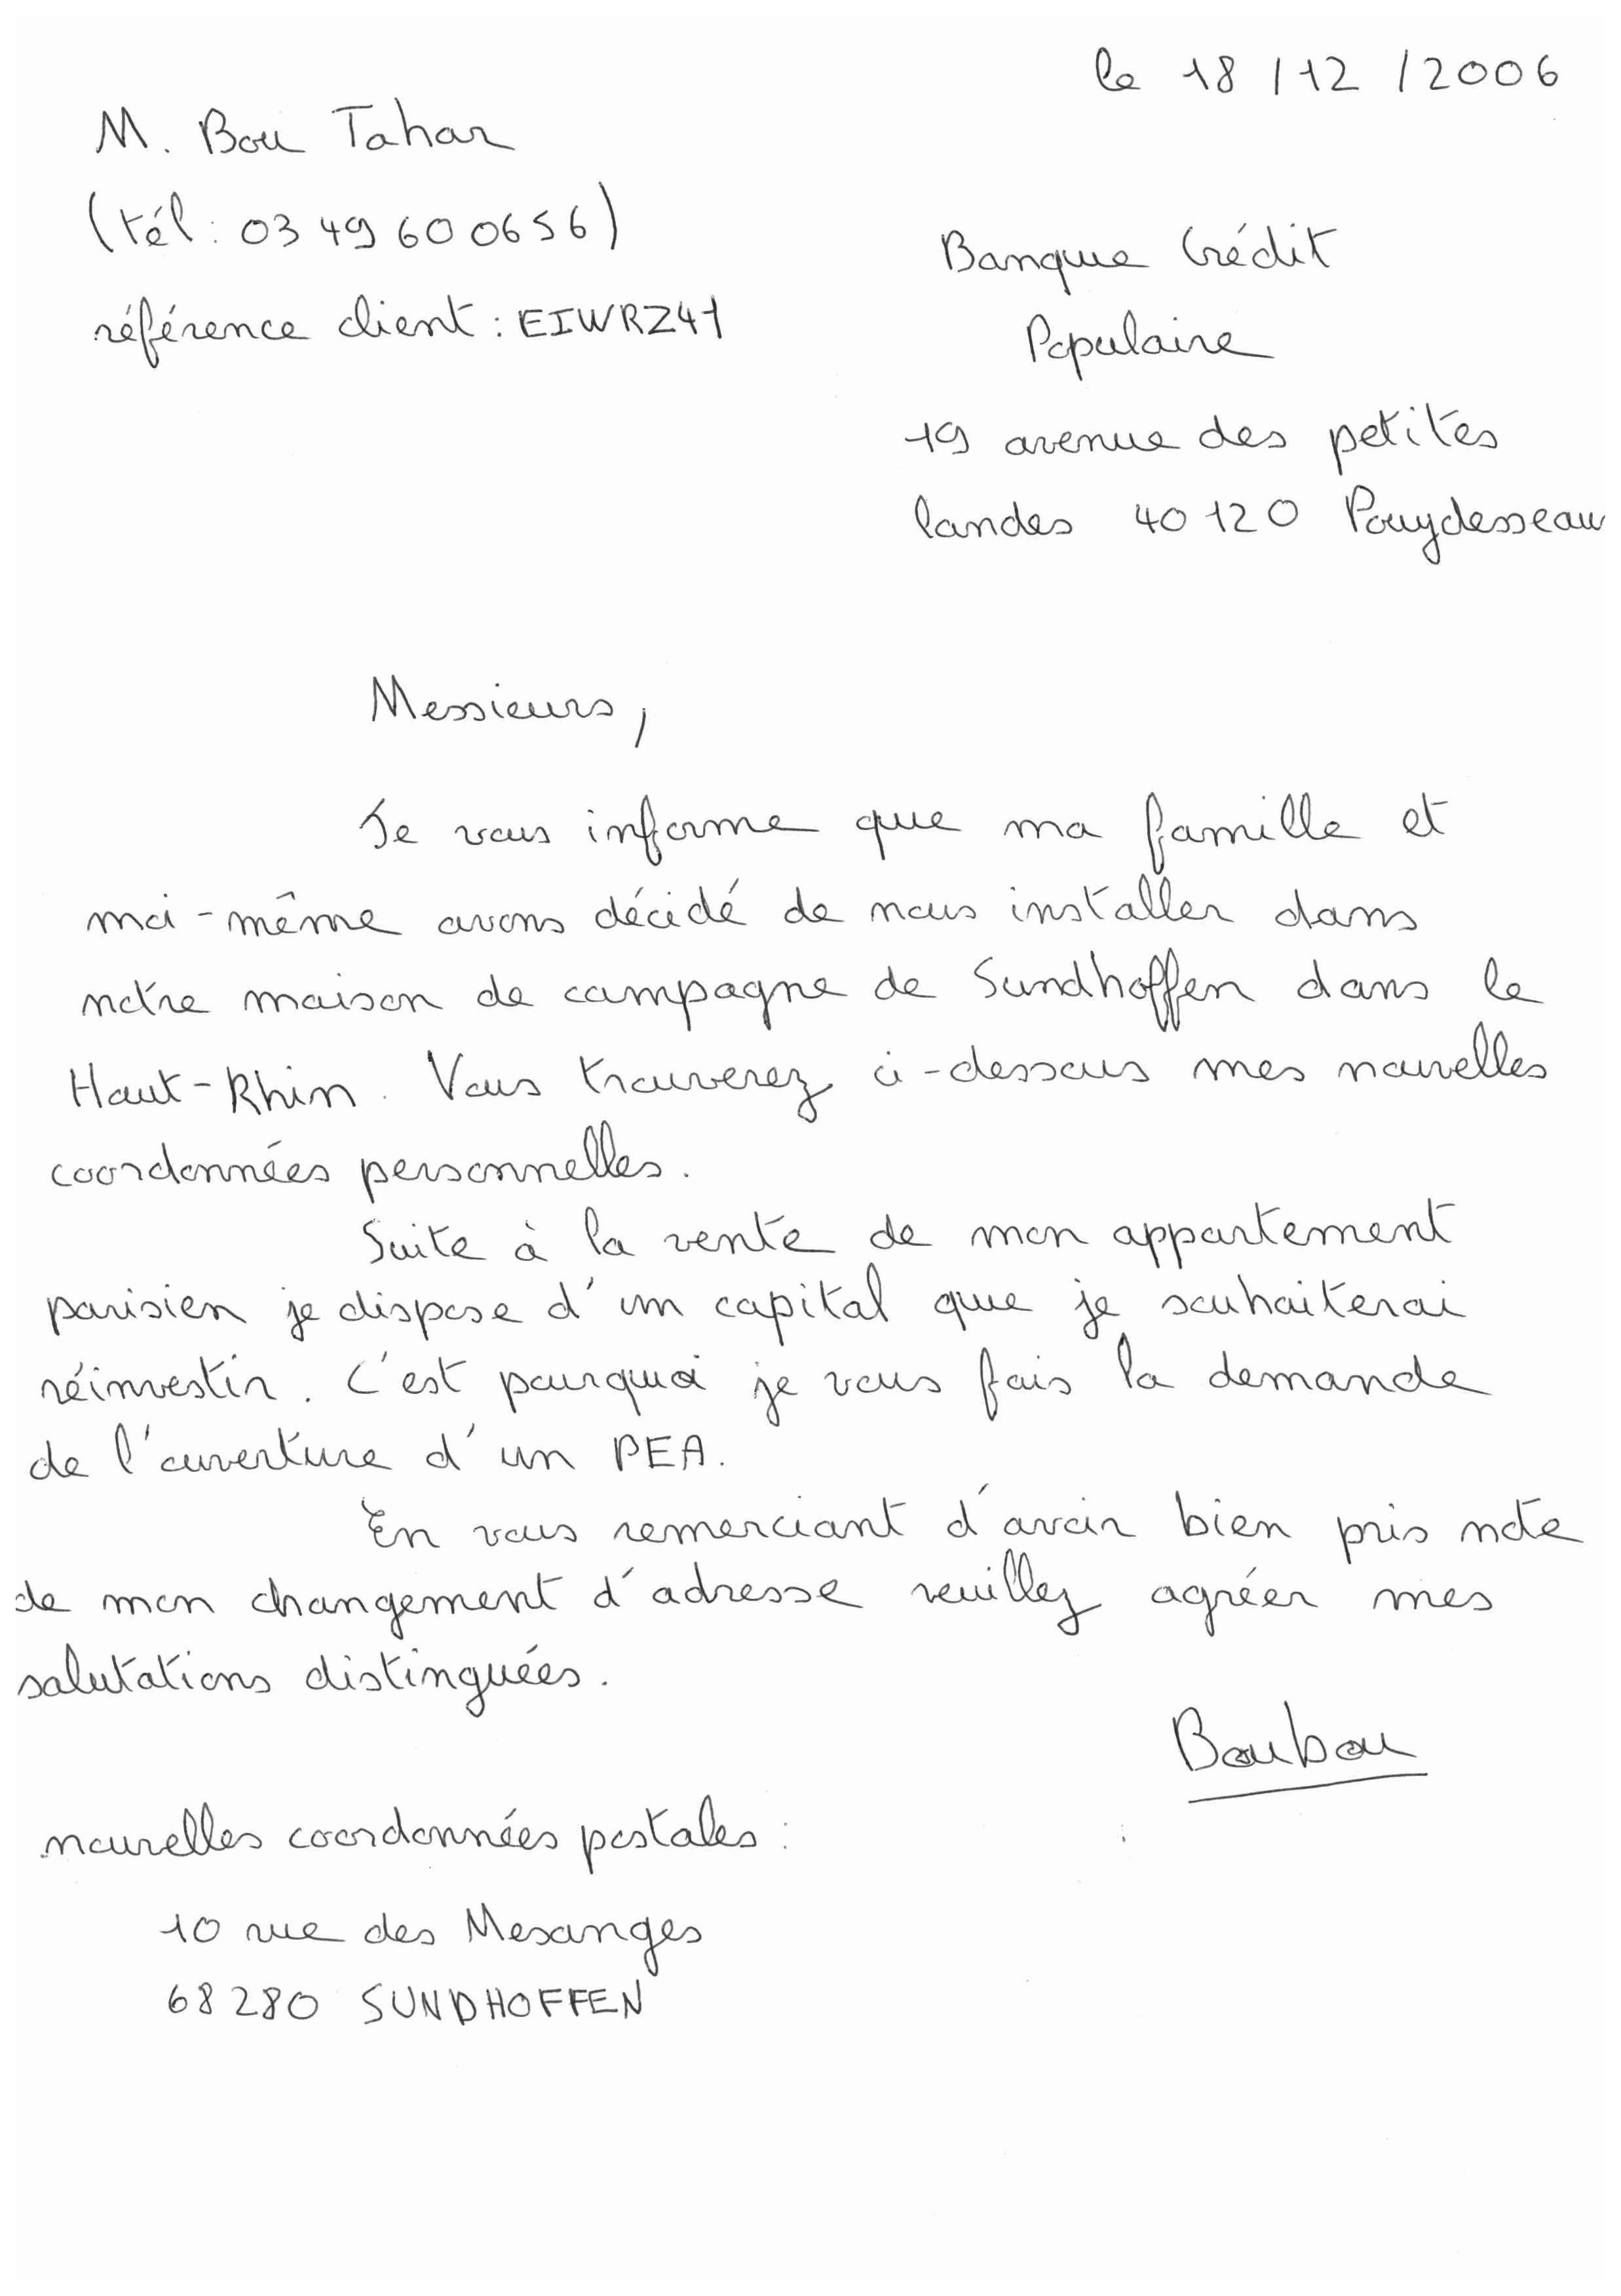 le 18/12/2006
M. Bou Tahar
(tél: 03 49 60 06 56)
référence client: EIWRZ41
Banque Crédit
Populaire
19 avenue des petites
landes 40120 Pouydesseaux
Messieurs,
Je vous informe que ma famille et
moi-même avons décidé de nous installer dans
notre maison de campagne de Sundhoffen dans le
Haut-Rhin. Vous trouverez ci-dessous mes nouvelles
coordonnées personnelles.
Suite à la vente de mon appartement
parisien je dispose d'un capital que je souhaiterai
réinvestir. C'est pourquoi je vous fais la demande
de l'ouverture d'un PEA.
En vous remerciant d'avoir bien pris note
de mon changement d'adresse veuillez agréer mes
salutations distinguées.
Boubou
nouvelles coordonnées postales:
10 rue des Mesanges
68280 SUNDHOFFEN